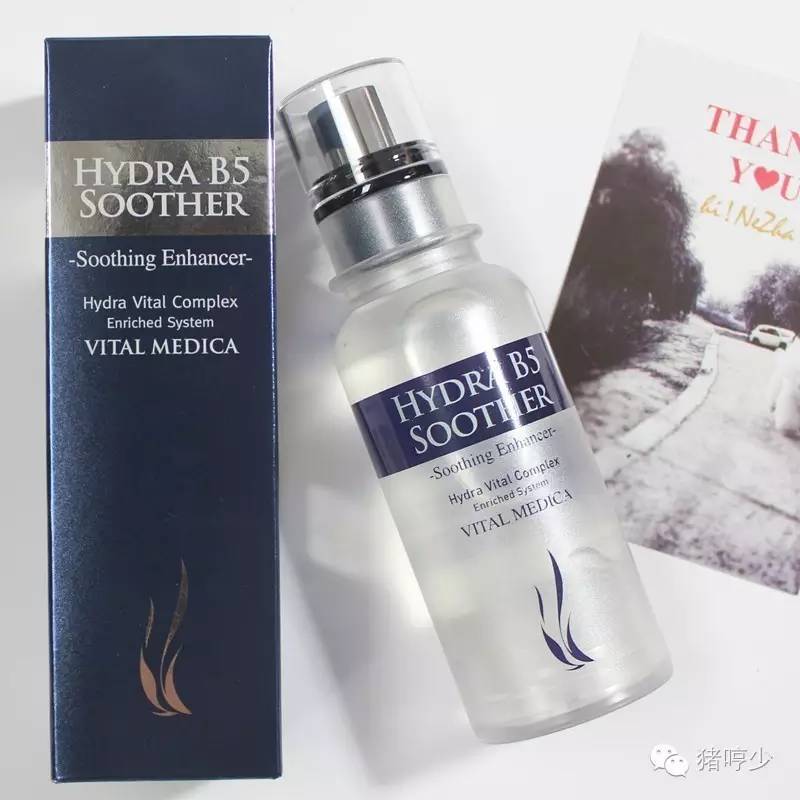 HYDRA B5
SOOTHER
-Soothing Enhancer-
Hydra Vital Complex
Enriched System
VITAL MEDICA
HYDRA B5
SOOTHER
-Soothing Enhancer-
Hydra Vital Complex
Enriched System
VITAL MEDICA
THAN
YOU
hi! NeZha
猪哼少